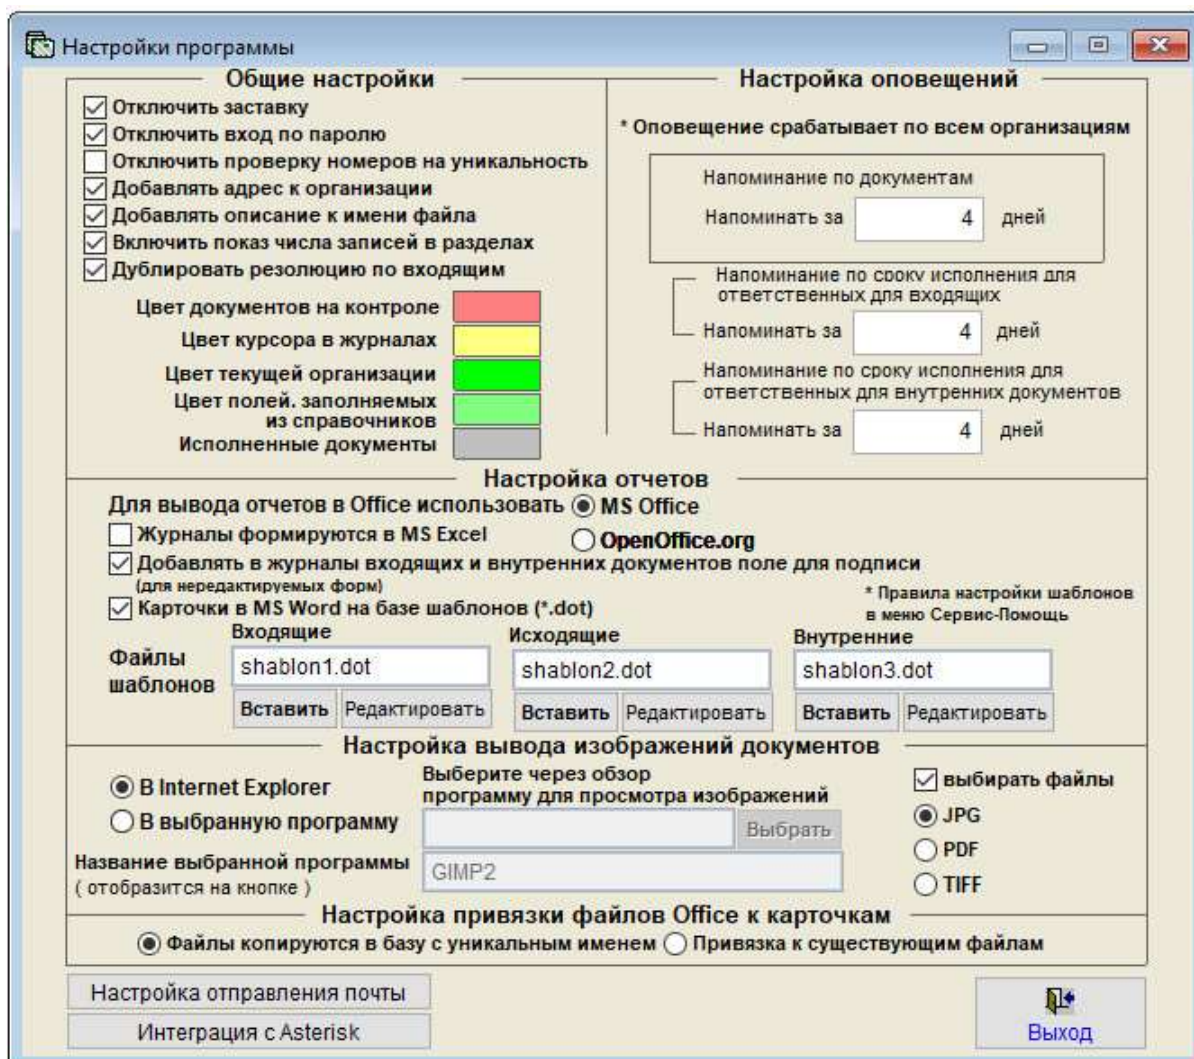 Настройки программы
Общие настройки
Отключить заставку
Отключить вход по паролю
Отключить проверку номеров на уникальность
Добавлять адрес к организации
Добавлять описание к имени файла
Включить показ числа записей в разделах
Дублировать резолюцию по входящим
Цвет документов на контроле
Цвет курсора в журналах
Цвет текущей организации
Цвет полей. заполняемых
из справочников
Исполненные документы
Настройка оповещений
* Оповещение срабатывает по всем организациям
Напоминание по документам
Напоминать за 4 дней
Напоминание по сроку исполнения для
ответственных для входящих
Напоминать за 4 дней
Напоминание по сроку исполнения для
ответственных для внутренних документов
Напоминать за 4 дней
Настройка отчетов
Для вывода отчетов в Office использовать MS Office
Журналы формируются в MS Excel OpenOffice.org
Добавлять в журналы входящих и внутренних документов поле для подписи
(для нередактируемых форм)
Карточки в MS Word на базе шаблонов (*.dot)
* Правила настройки шаблонов
в меню Сервис-Помощь
Входящие Исходящие Внутренние
Файлы
шаблонов
shablon1.dot shablon2.dot shablon3.dot
Вставить Редактировать Вставить Редактировать Вставить Редактировать
Настройка вывода изображений документов
В Internet Explorer
В выбранную программу
Выберите через обзор
программу для просмотра изображений
Выбрать
Название выбранной программы
( отобразится на кнопке )
GIMP2
выбирать файлы
JPG
PDF
TIFF
Настройка привязки файлов Office к карточкам
Файлы копируются в базу с уникальным именем Привязка к существующим файлам
Настройка отправления почты
Интеграция с Asterisk
Выход